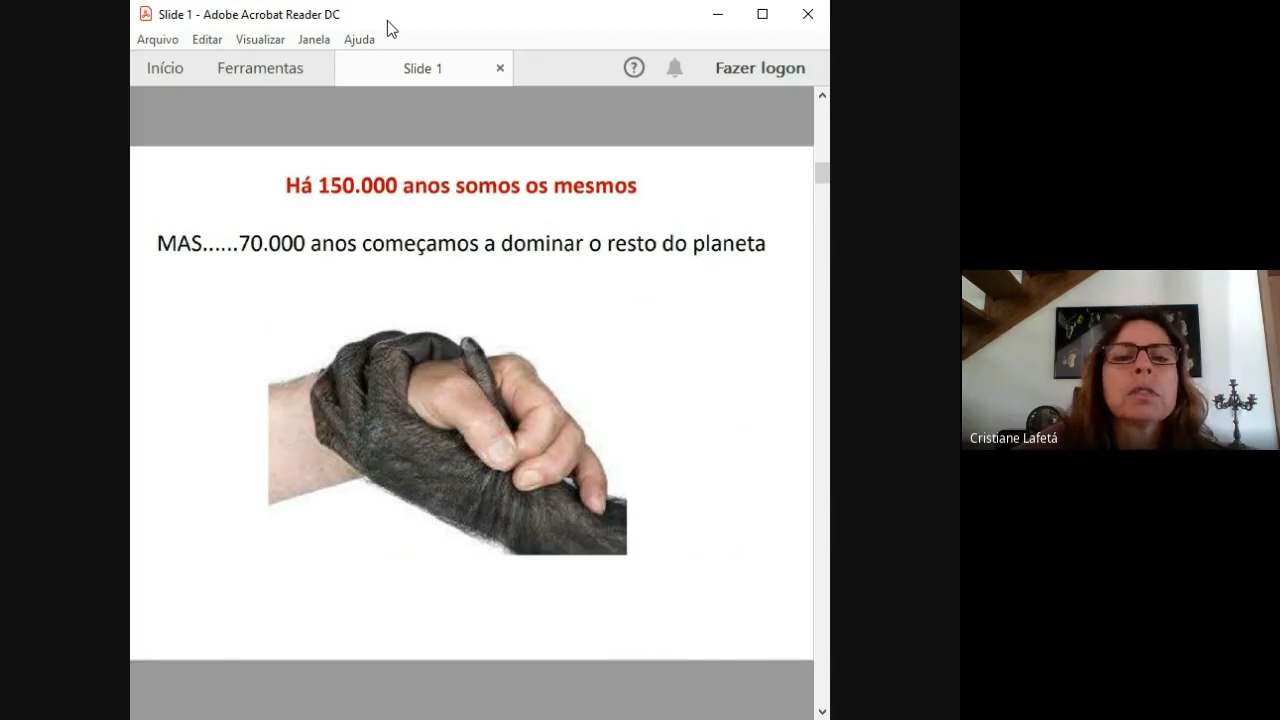 Slide 1 - Adobe Acrobat Reader DC
Arquivo Editar Visualizar Janela Ajuda
Início Ferramentas Slide 1 × ? Fazer logon
Há 150.000 anos somos os mesmos
MAS......70.000 anos começamos a dominar o resto do planeta
Cristiane Lafetá